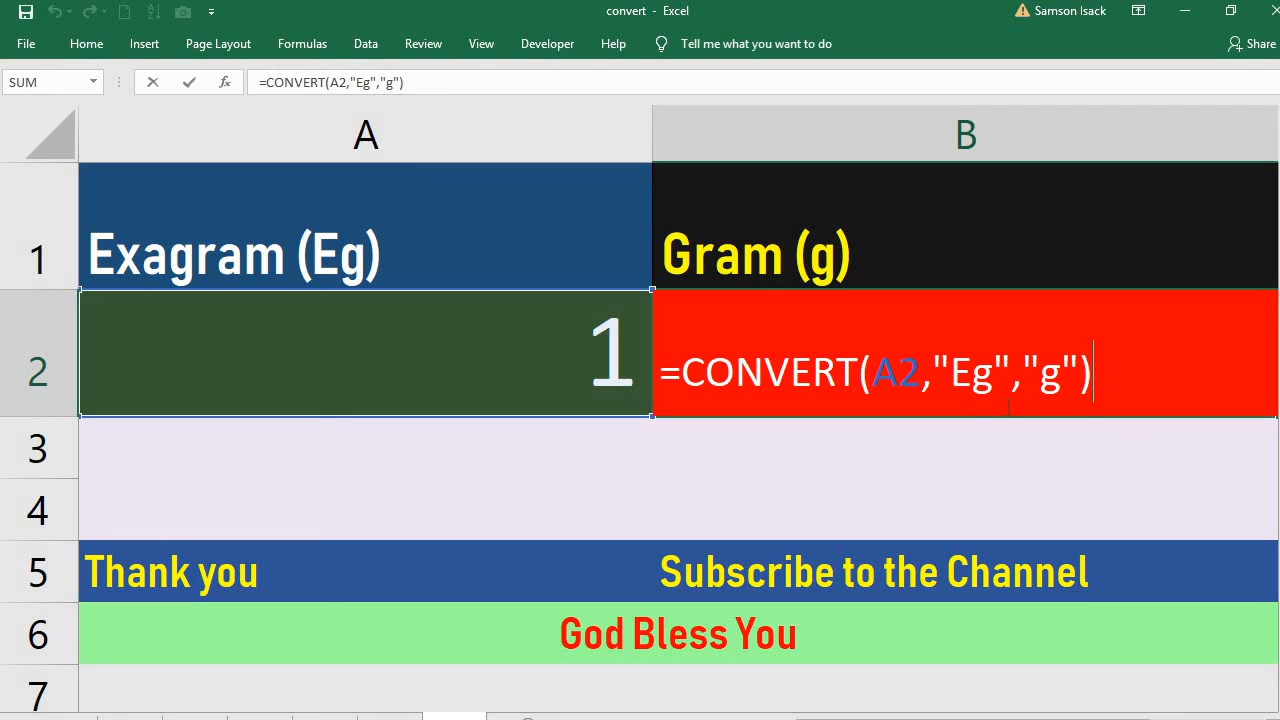 convert - Excel
Samson Isack
File Home Insert Page Layout Formulas Data Review View Developer Help Tell me what you want to do Share
SUM fx =CONVERT(A2,"Eg","g")
A B
1 Exagram (Eg) Gram (g)
2 1 =CONVERT(A2,"Eg","g")
3
4
5 Thank you Subscribe to the Channel
6 God Bless You
7